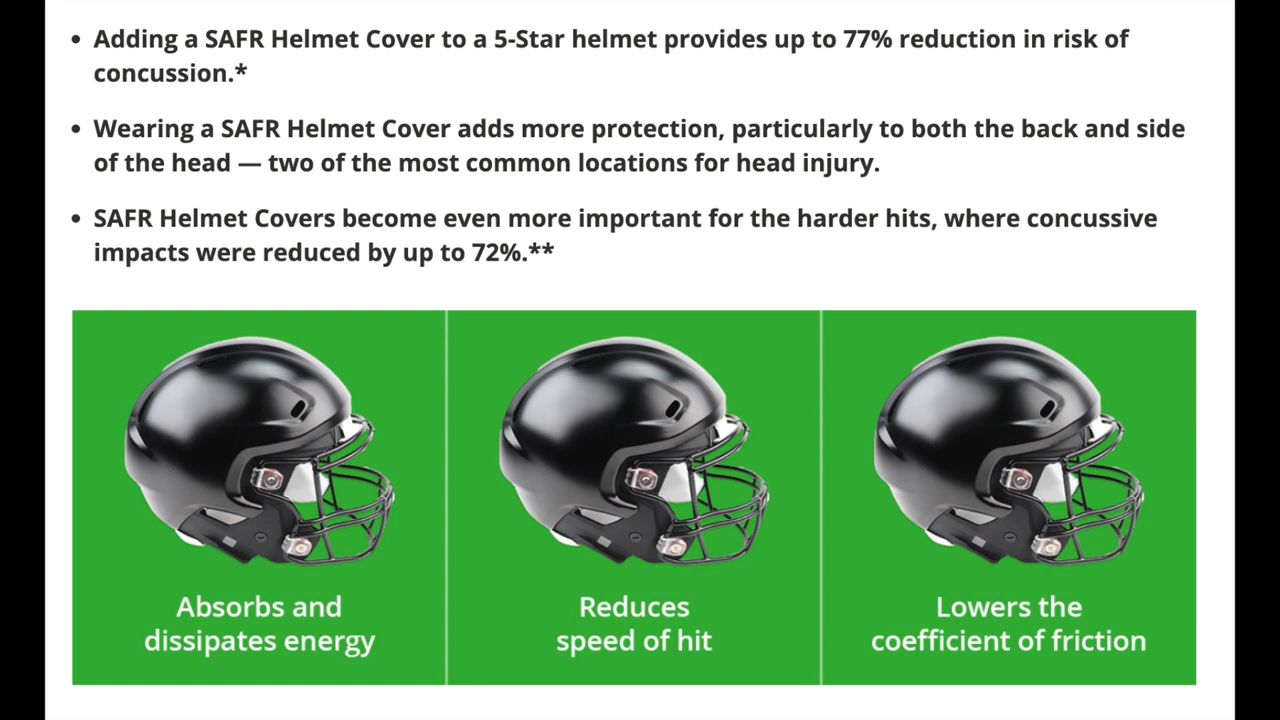 • Adding a SAFR Helmet Cover to a 5-Star helmet provides up to 77% reduction in risk of
concussion.*
• Wearing a SAFR Helmet Cover adds more protection, particularly to both the back and side
of the head — two of the most common locations for head injury.
• SAFR Helmet Covers become even more important for the harder hits, where concussive
impacts were reduced by up to 72%.**
Absorbs and
dissipates energy
Reduces
speed of hit
Lowers the
coefficient of friction